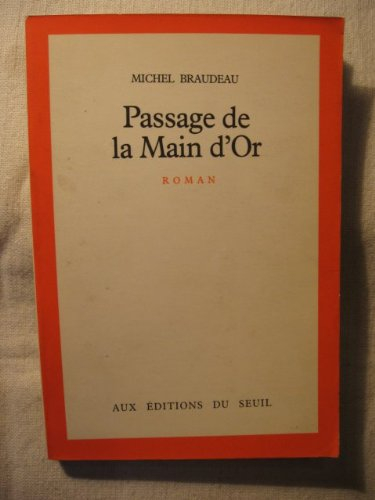 MICHEL BRAUDEAU
Passage de
la Main d'Or
ROMAN
AUX ÉDITIONS DU SEUIL